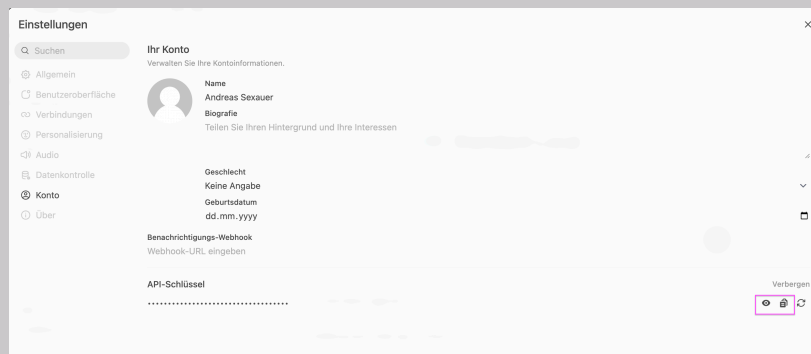 Einstellungen
Suchen
Allgemein
Benutzeroberfläche
Verbindungen
Personalisierung
Audio
Datenkontrolle
Konto
Über
Ihr Konto
Verwalten Sie Ihre Kontoinformationen.
Name
Andreas Sexauer
Biografie
Teilen Sie Ihren Hintergrund und Ihre Interessen
Geschlecht
Keine Angabe
Geburtsdatum
dd.mm.yyyy
Benachrichtigungs-Webhook
Webhook-URL eingeben
API-Schlüssel
Verbergen